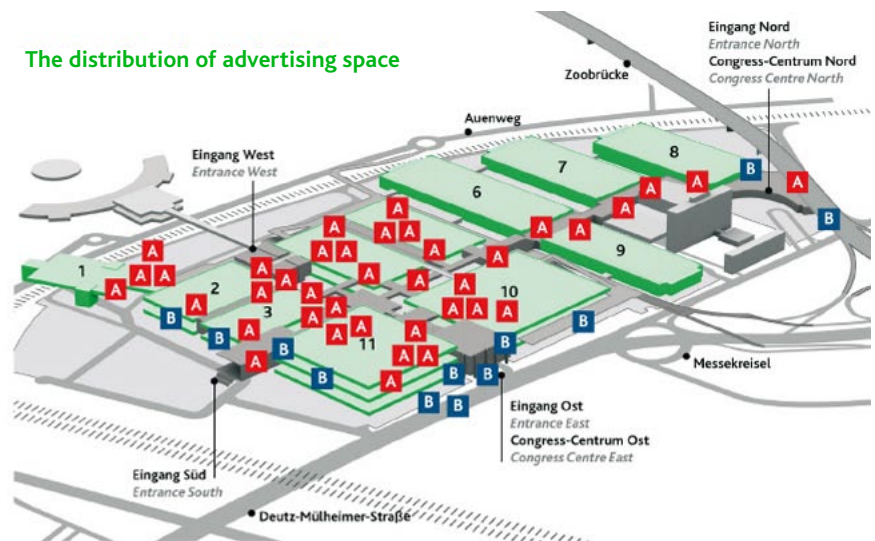 The distribution of advertising space
Eingang Nord
Entrance North
Congress-Centrum Nord
Congress Centre North
Zoobrücke
Auenweg
Eingang West
Entrance West
8
7
6
B
A
A
A
B
A
A
A
A
A
A
A
A
A
A
A
A
A
9
1
A
A
A
A
A
A
A
A
A
2
10
A
A
A
A
A
A
A
A
A
B
3
A
A
A
A
B
B
A
B
11
A
A
A
B
Messekreisel
A
B
B
B
A
B
B
B
Eingang Ost
Entrance East
Congress-Centrum Ost
Congress Centre East
Eingang Süd
Entrance South
Deutz-Mülheimer-Straße